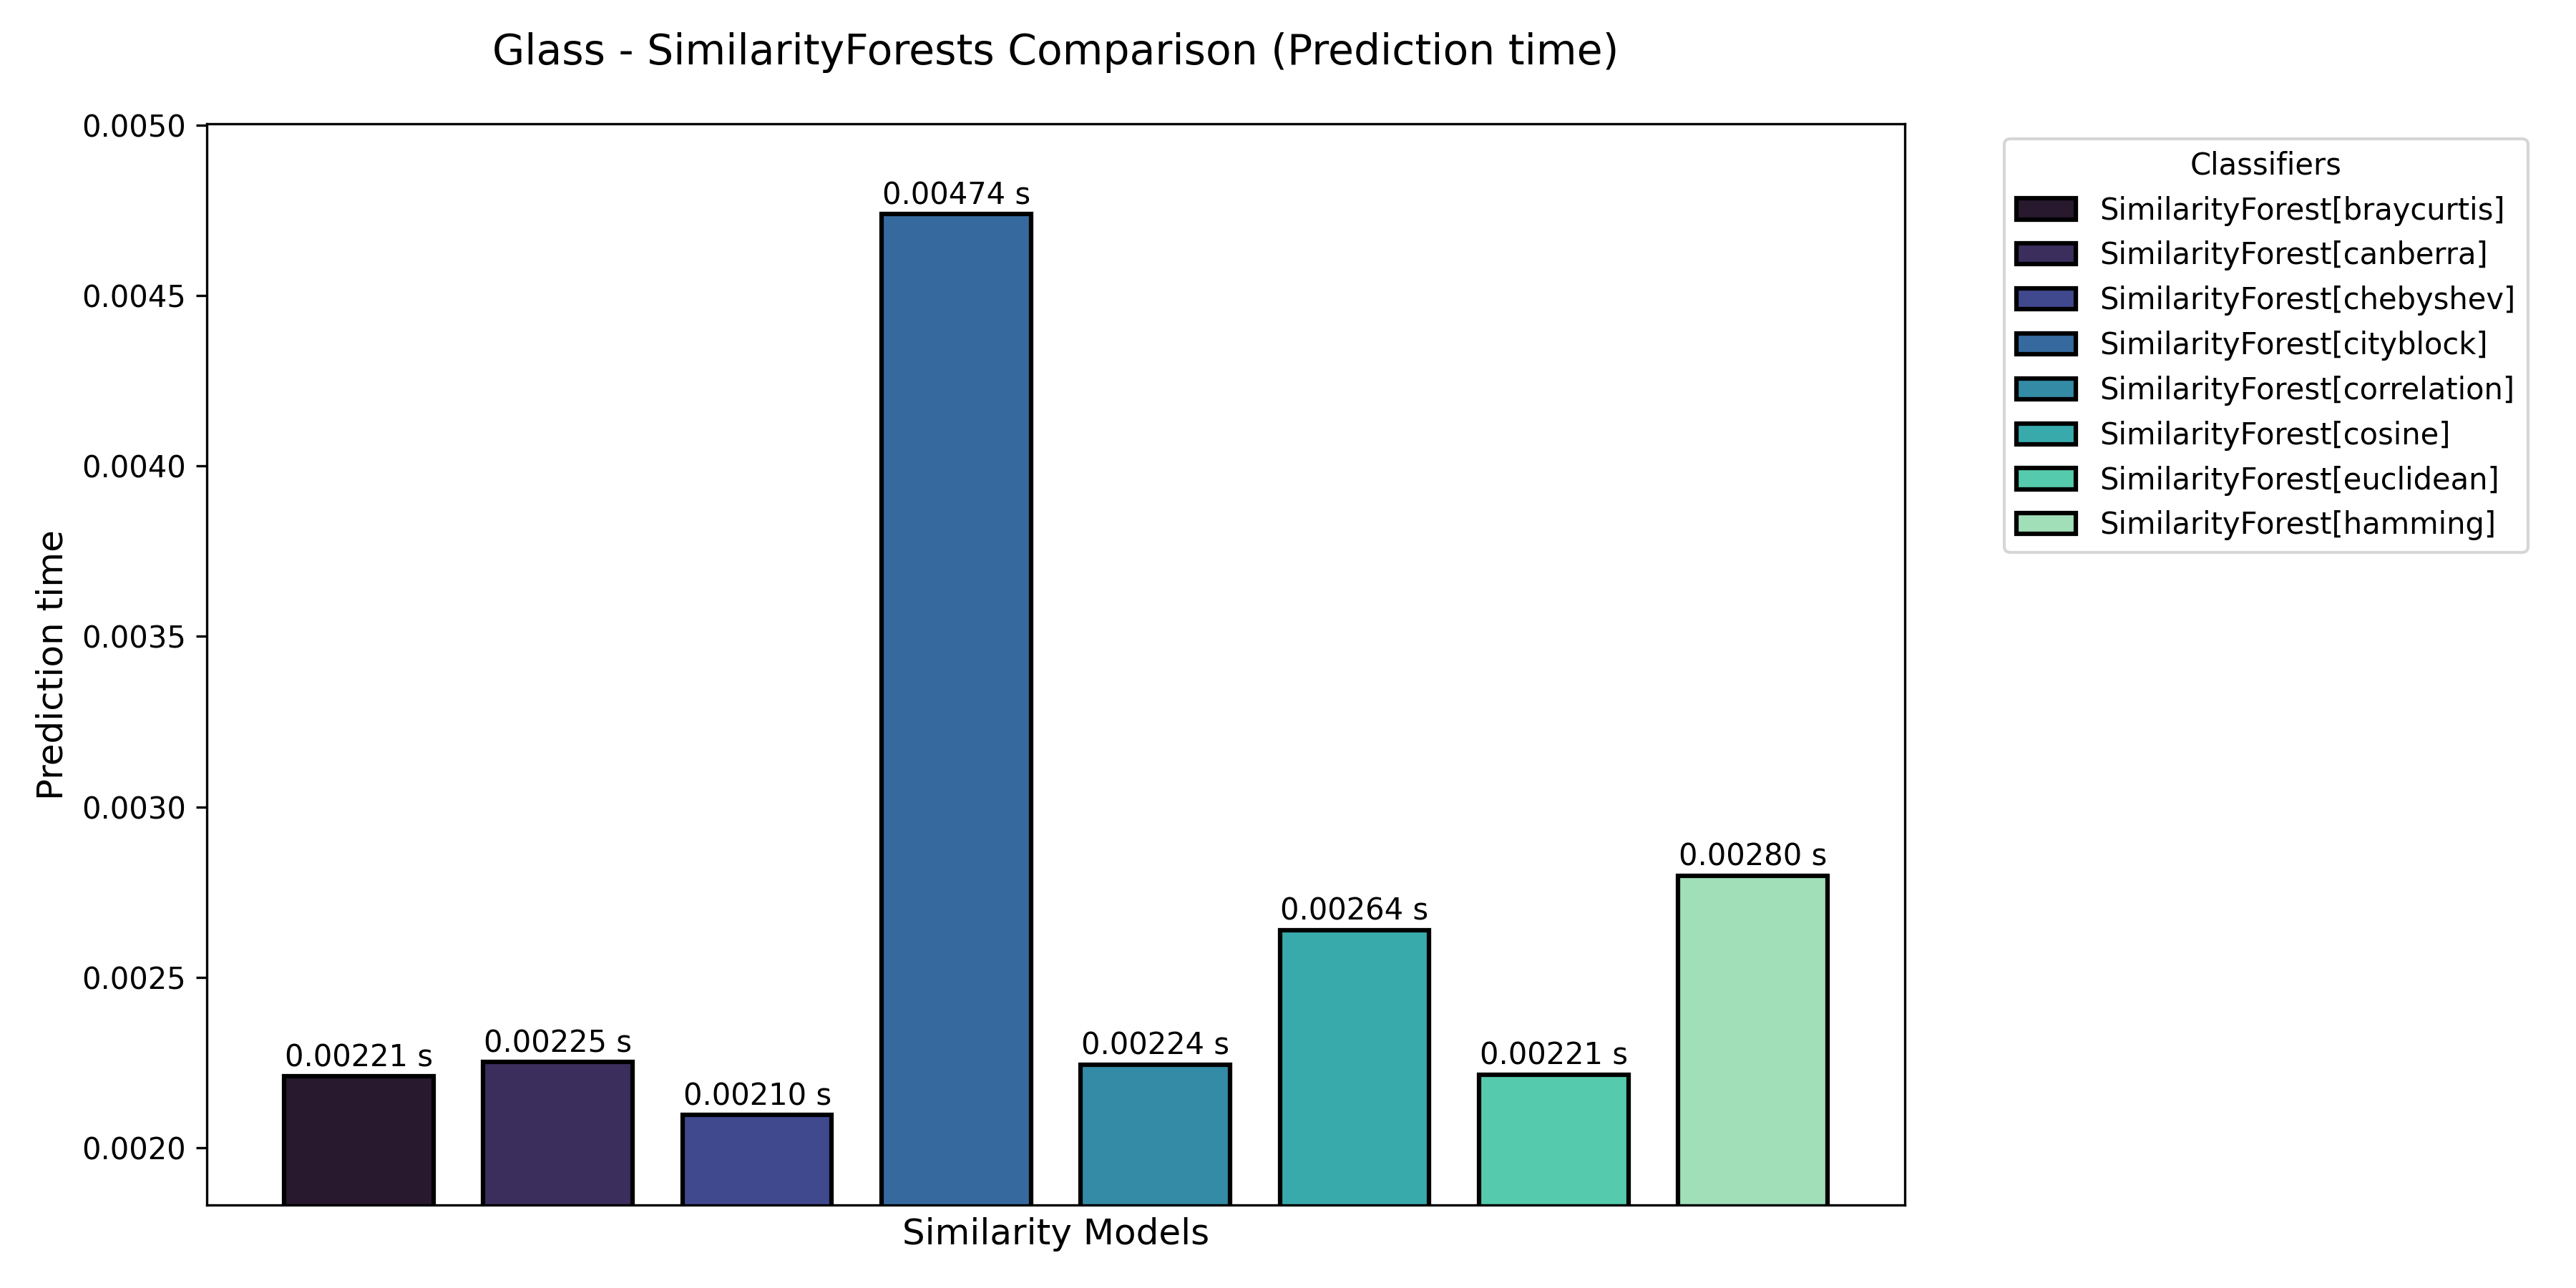 Glass - SimilarityForests Comparison (Prediction time)
Prediction time
0.0050
0.0045
0.0040
0.0035
0.0030
0.0025
0.0020
0.00221 s
0.00225 s
0.00210 s
0.00474 s
0.00224 s
0.00264 s
0.00221 s
0.00280 s
Similarity Models
Classifiers
SimilarityForest[braycurtis]
SimilarityForest[canberra]
SimilarityForest[chebyshev]
SimilarityForest[cityblock]
SimilarityForest[correlation]
SimilarityForest[cosine]
SimilarityForest[euclidean]
SimilarityForest[hamming]